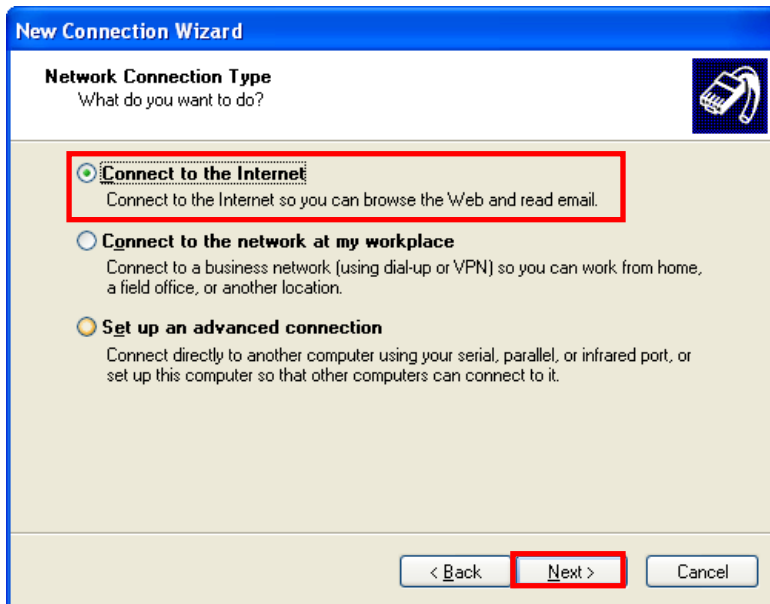 New Connection Wizard
Network Connection Type
What do you want to do?
Connect to the Internet
Connect to the Internet so you can browse the Web and read email.
Connect to the network at my workplace
Connect to a business network (using dial-up or VPN) so you can work from home,
a field office, or another location.
Set up an advanced connection
Connect directly to another computer using your serial, parallel, or infrared port, or
set up this computer so that other computers can connect to it.
< Back
Next >
Cancel